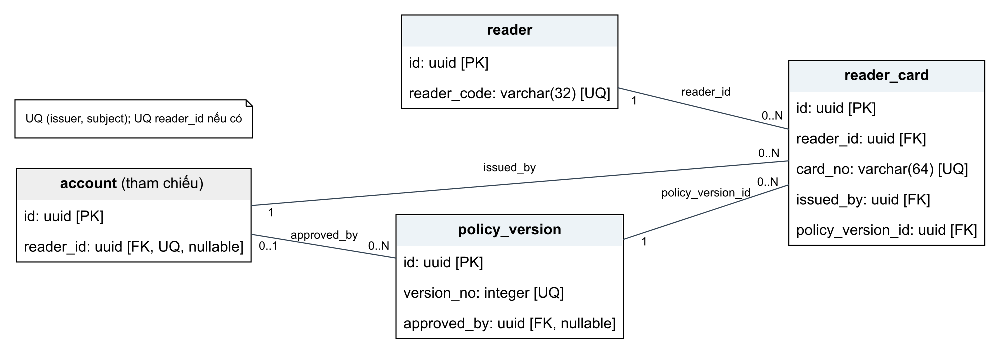 reader
id: uuid [PK]
reader_code: varchar(32) [UQ]
reader_id
1
0..N
reader_card
id: uuid [PK]
reader_id: uuid [FK]
card_no: varchar(64) [UQ]
issued_by: uuid [FK]
policy_version_id: uuid [FK]
UQ (issuer, subject); UQ reader_id nếu có
account (tham chiếu)
id: uuid [PK]
reader_id: uuid [FK, UQ, nullable]
issued_by
1
0..N
approved_by
0..1
0..N
policy_version_id
1
0..N
policy_version
id: uuid [PK]
version_no: integer [UQ]
approved_by: uuid [FK, nullable]